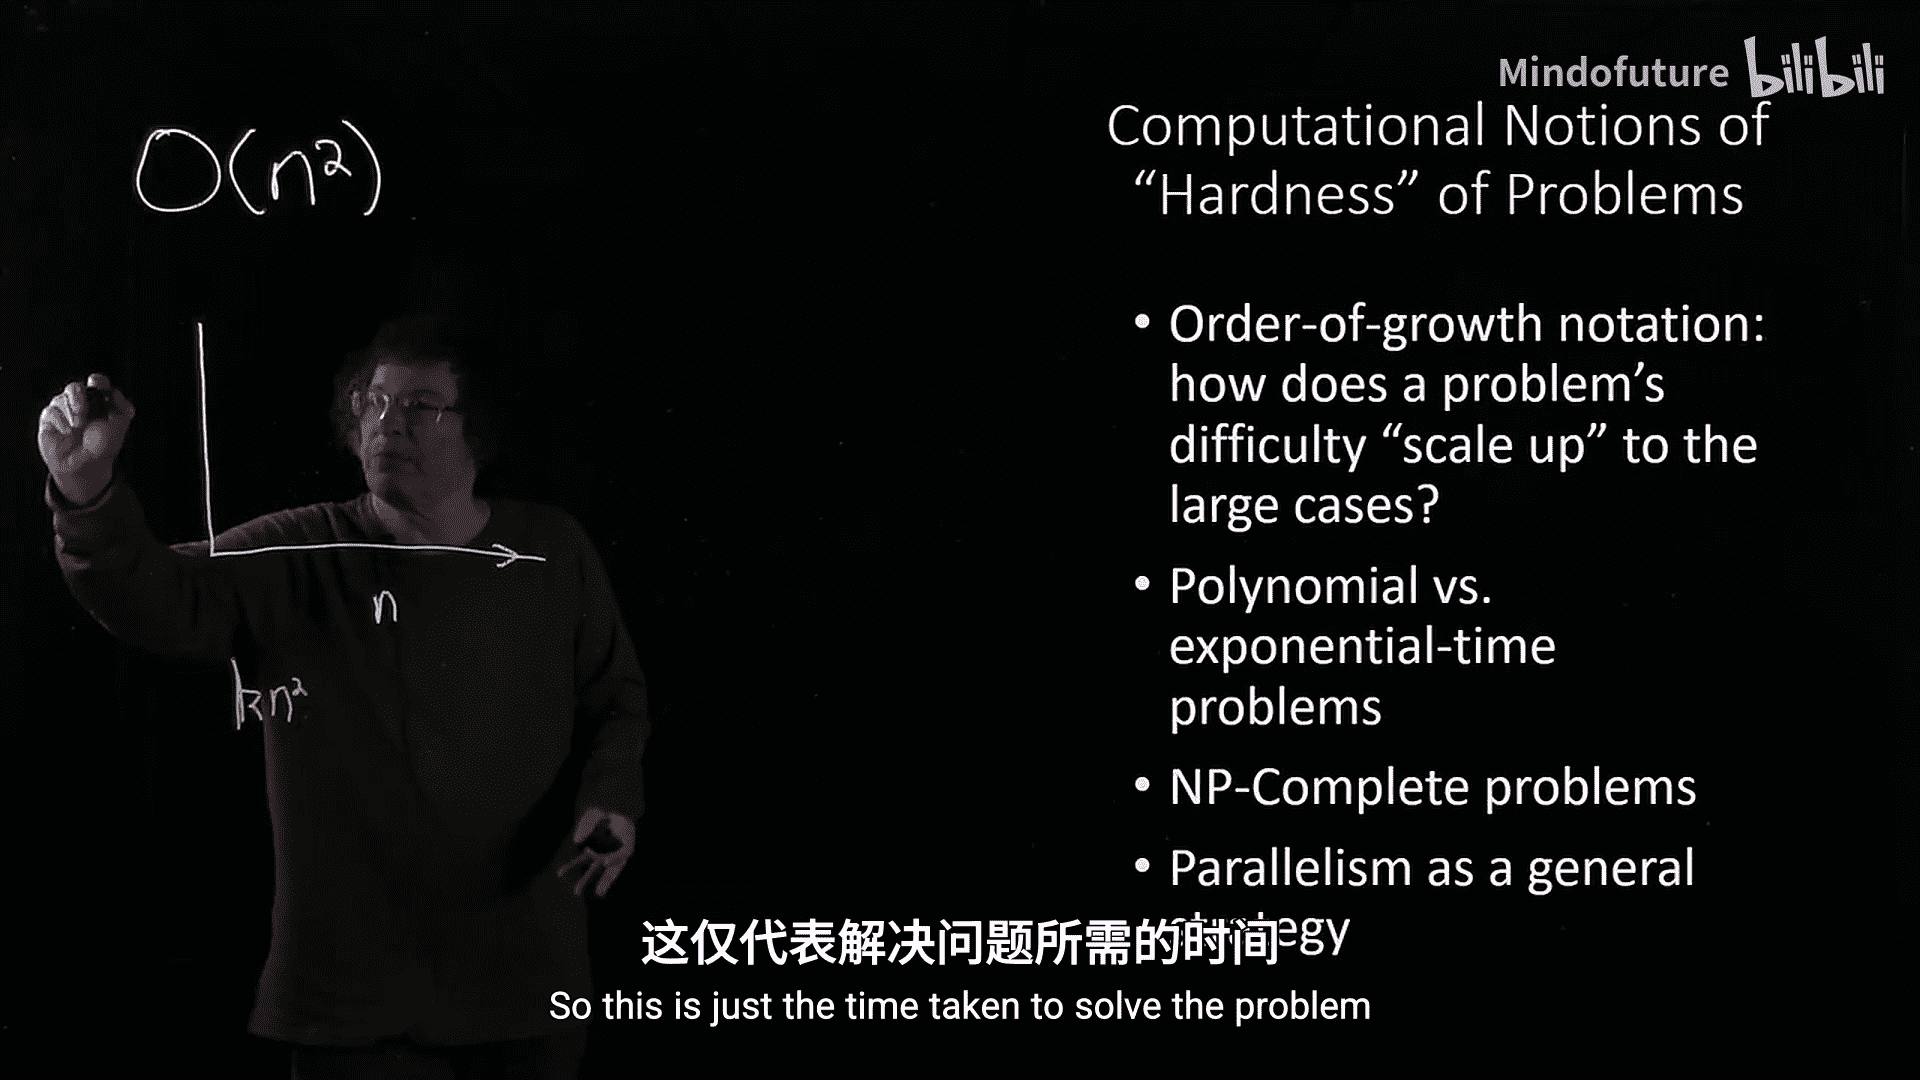 Mindofuture bilibili
O(n²)
Computational Notions of
“Hardness” of Problems
• Order-of-growth notation:
how does a problem’s
difficulty “scale up” to the
large cases?
• Polynomial vs.
exponential-time
problems
• NP-Complete problems
• Parallelism as a general
strategy
n
kn²
这仅代表解决问题所需的时间
So this is just the time taken to solve the problem